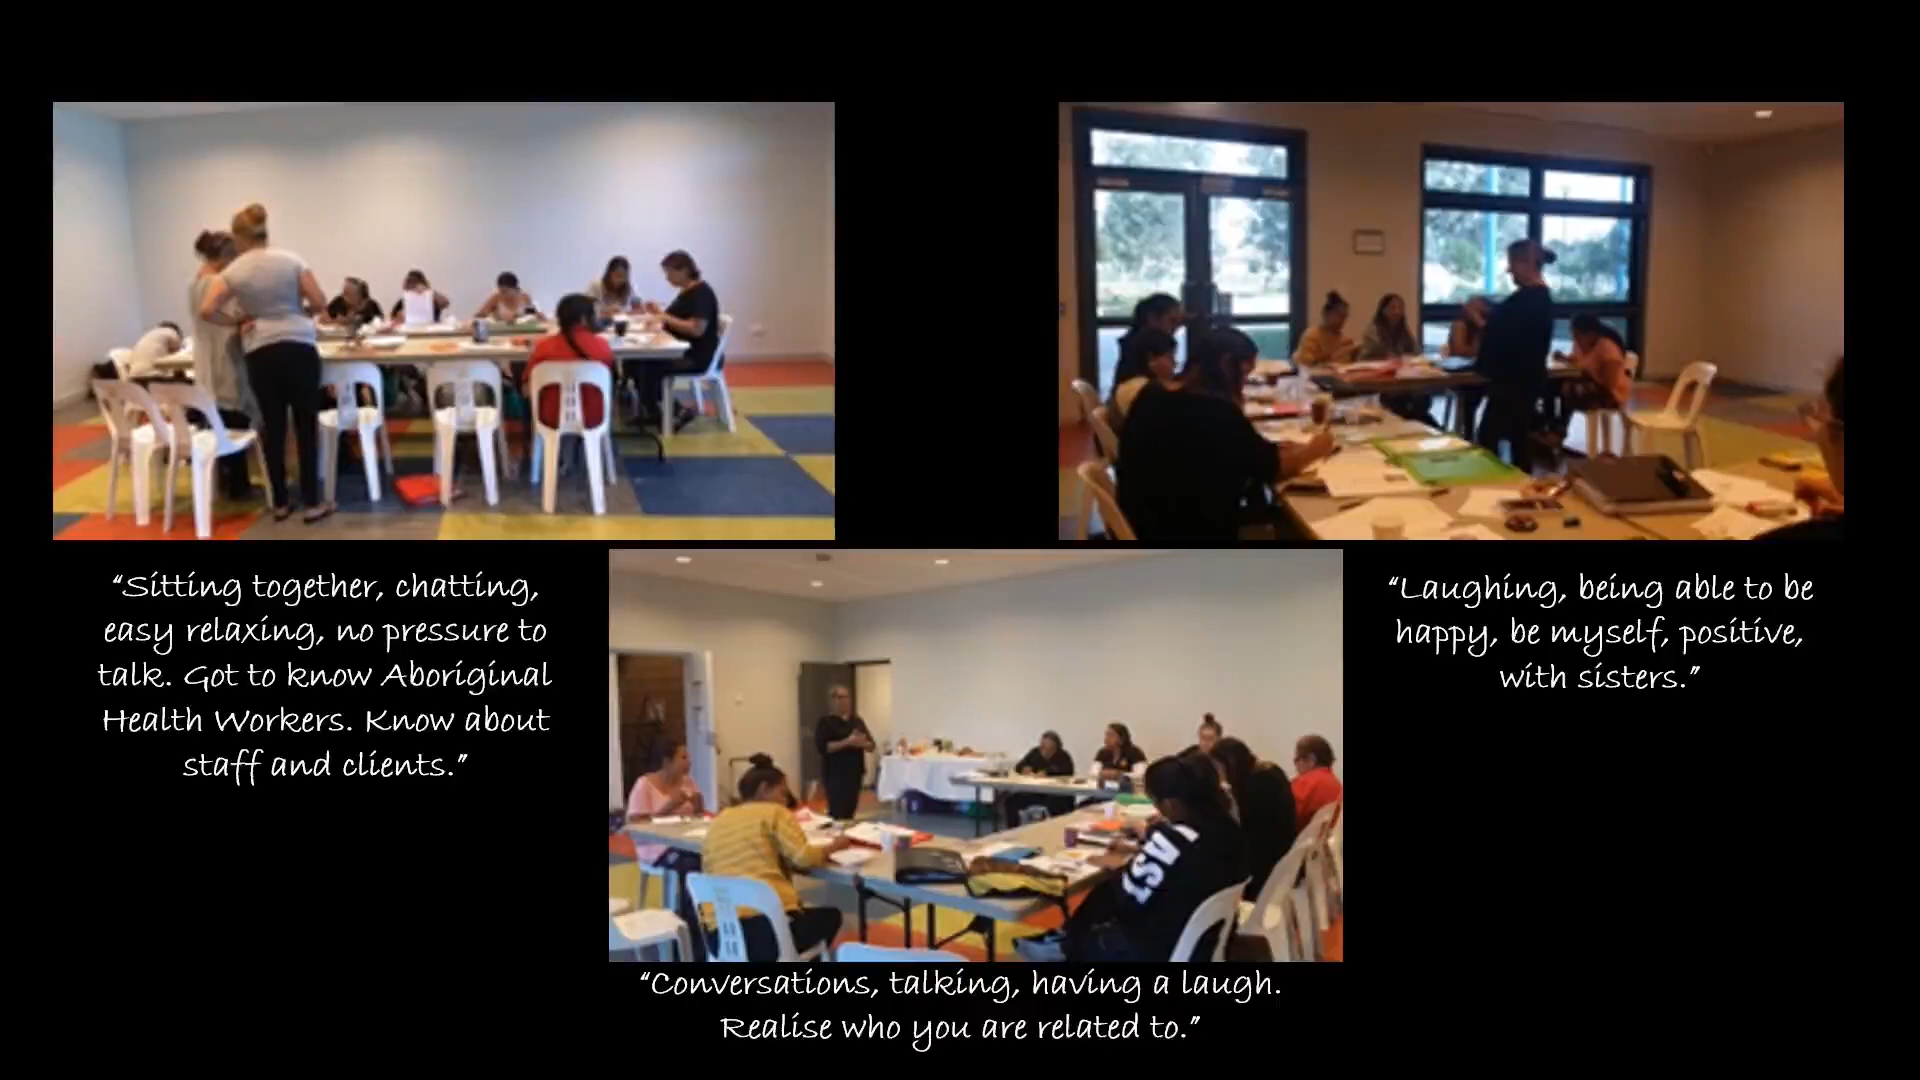 “Sitting together, chatting,
easy relaxing, no pressure to
talk. Got to know Aboriginal
Health Workers. Know about
staff and clients.”
“Laughing, being able to be
happy, be myself, positive,
with sisters.”
“Conversations, talking, having a laugh.
Realise who you are related to.”